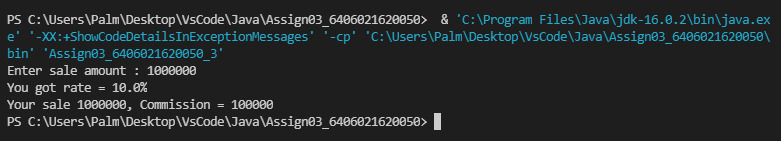 PS C:\Users\Palm\Desktop\VsCode\Java\Assign03_6406021620050>  & 'C:\Program Files\Java\jdk-16.0.2\bin\java.ex
e' '-XX:+ShowCodeDetailsInExceptionMessages' '-cp' 'C:\Users\Palm\Desktop\VsCode\Java\Assign03_6406021620050\
bin' 'Assign03_6406021620050_3'
Enter sale amount : 1000000
You got rate = 10.0%
Your sale 1000000, Commission = 100000
PS C:\Users\Palm\Desktop\VsCode\Java\Assign03_6406021620050>